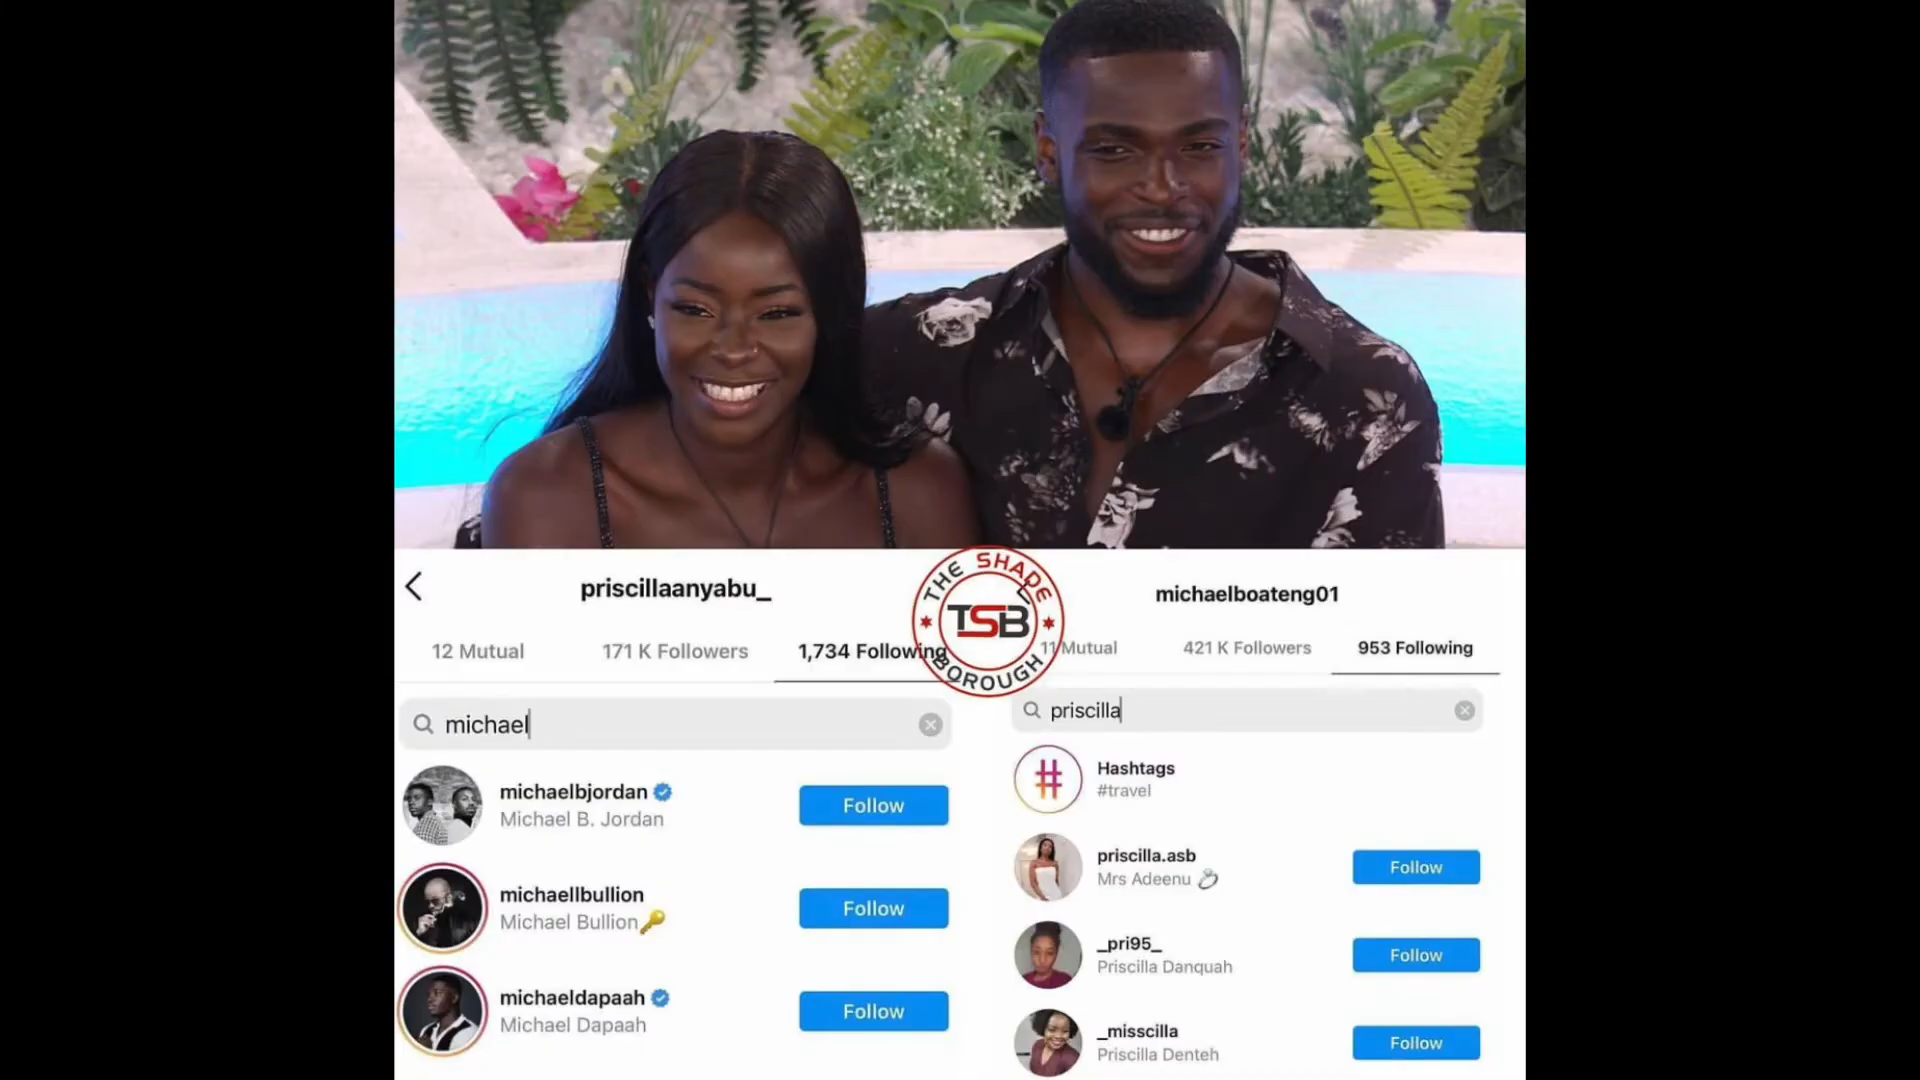 THE SHADE
TSB
BOROUGH
priscillaanyabu_
12 Mutual
171 K Followers
1,734 Following
michael
michaelbjordan
Michael B. Jordan
Follow
michaellbullion
Michael Bullion
Follow
michaeldapaah
Michael Dapaah
Follow
michaelboateng01
11 Mutual
421 K Followers
953 Following
priscilla
Hashtags
#travel
priscilla.asb
Mrs Adeenu
Follow
_pri95_
Priscilla Danquah
Follow
_misscilla
Priscilla Denteh
Follow